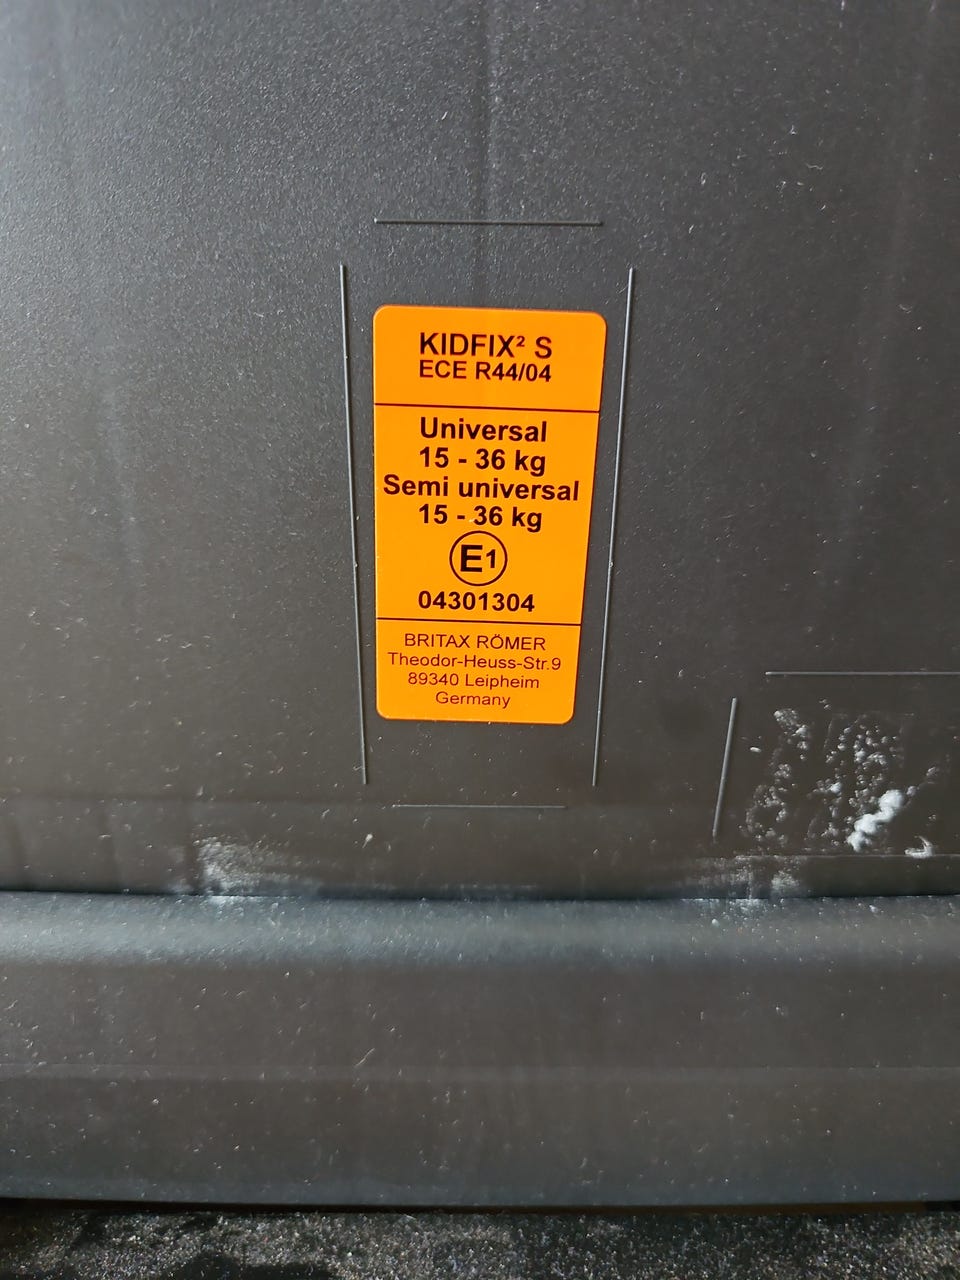 KIDFIX² S
ECE R44/04
Universal
15 - 36 kg
Semi universal
15 - 36 kg
E1
04301304
BRITAX RÖMER
Theodor-Heuss-Str.9
89340 Leipheim
Germany